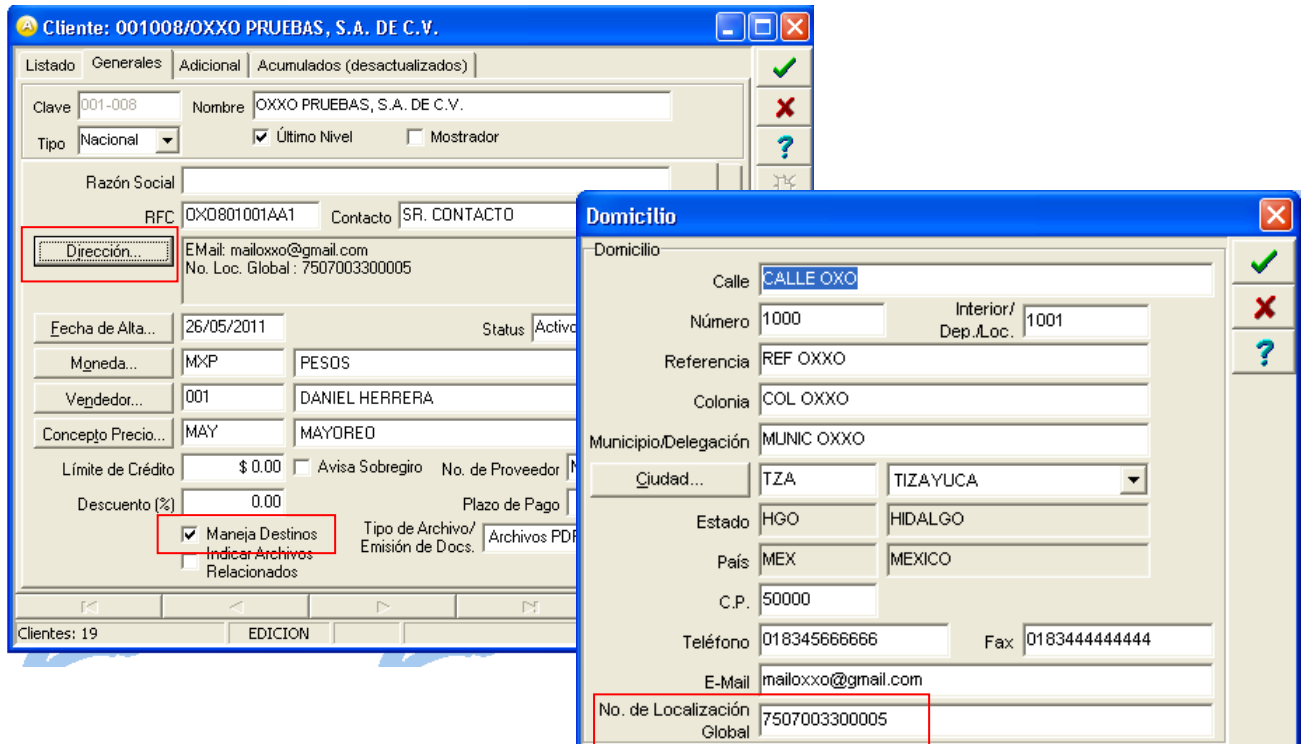 Cliente: 001008/OXXO PRUEBAS, S.A. DE C.V.
Listado Generales Adicional Acumulados (desactualizados)
Clave 001-008 Nombre OXXO PRUEBAS, S.A. DE C.V.
Tipo Nacional Último Nivel Mostrador
Razón Social
RFC OXO801001AA1 Contacto SR. CONTACTO
Dirección... EMail: mailoxxo@gmail.com
No. Loc. Global : 7507003300005
Fecha de Alta... 26/05/2011 Status Activo
Moneda... MXP PESOS
Vendedor... 001 DANIEL HERRERA
Concepto Precio... MAY MAYOREO
Límite de Crédito $ 0.00 Avisa Sobregiro No. de Proveedor
Descuento (%) 0.00 Plazo de Pago
Maneja Destinos Tipo de Archivo/
Emisión de Docs. Archivos PDF
Indicar Archivos
Relacionados
Clientes: 19 EDICION
Domicilio
Domicilio
Calle CALLE OXO
Número 1000 Interior/
Dep./Loc. 1001
Referencia REF OXXO
Colonia COL OXXO
Municipio/Delegación MUNIC OXXO
Ciudad... TZA TIZAYUCA
Estado HGO HIDALGO
País MEX MEXICO
C.P. 50000
Teléfono 018345666666 Fax 0183444444444
E-Mail mailoxxo@gmail.com
No. de Localización
Global 7507003300005